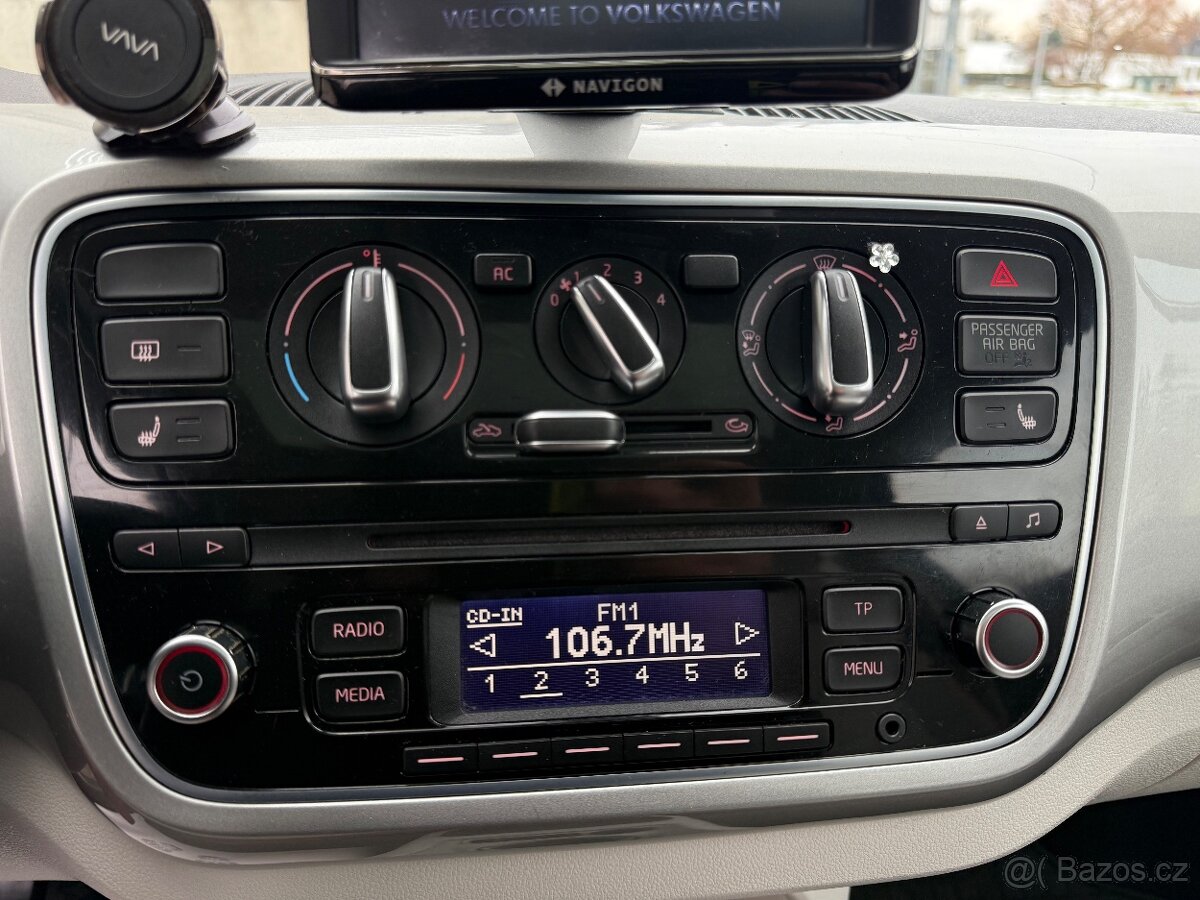 VAVA
WELCOME TO VOLKSWAGEN
NAVIGON
AC
0 1 2 3 4
PASSENGER
AIR BAG
OFF
RADIO
MEDIA
CD-IN
FM1
106.7MHz
1 2 3 4 5 6
TP
MENU
@( Bazos.cz